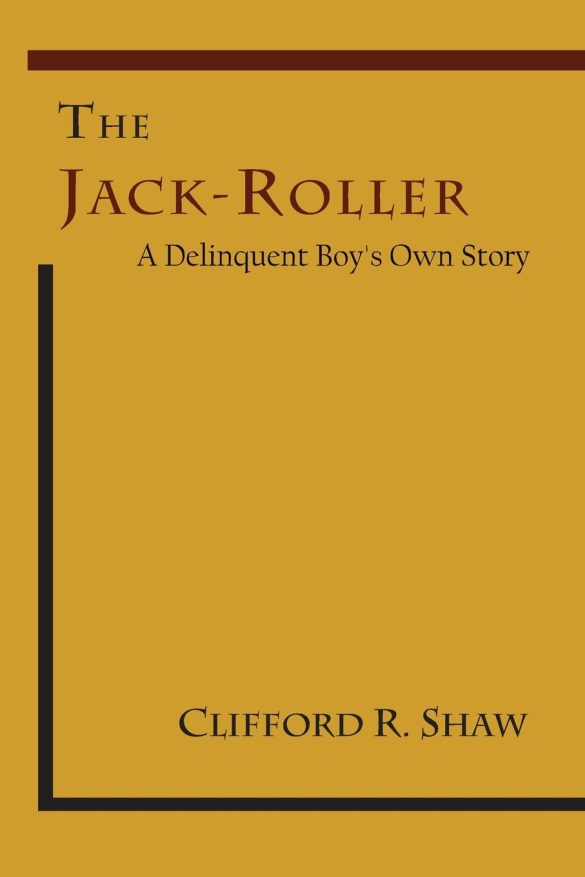 The
Jack-Roller
A Delinquent Boy's Own Story
Clifford R. Shaw